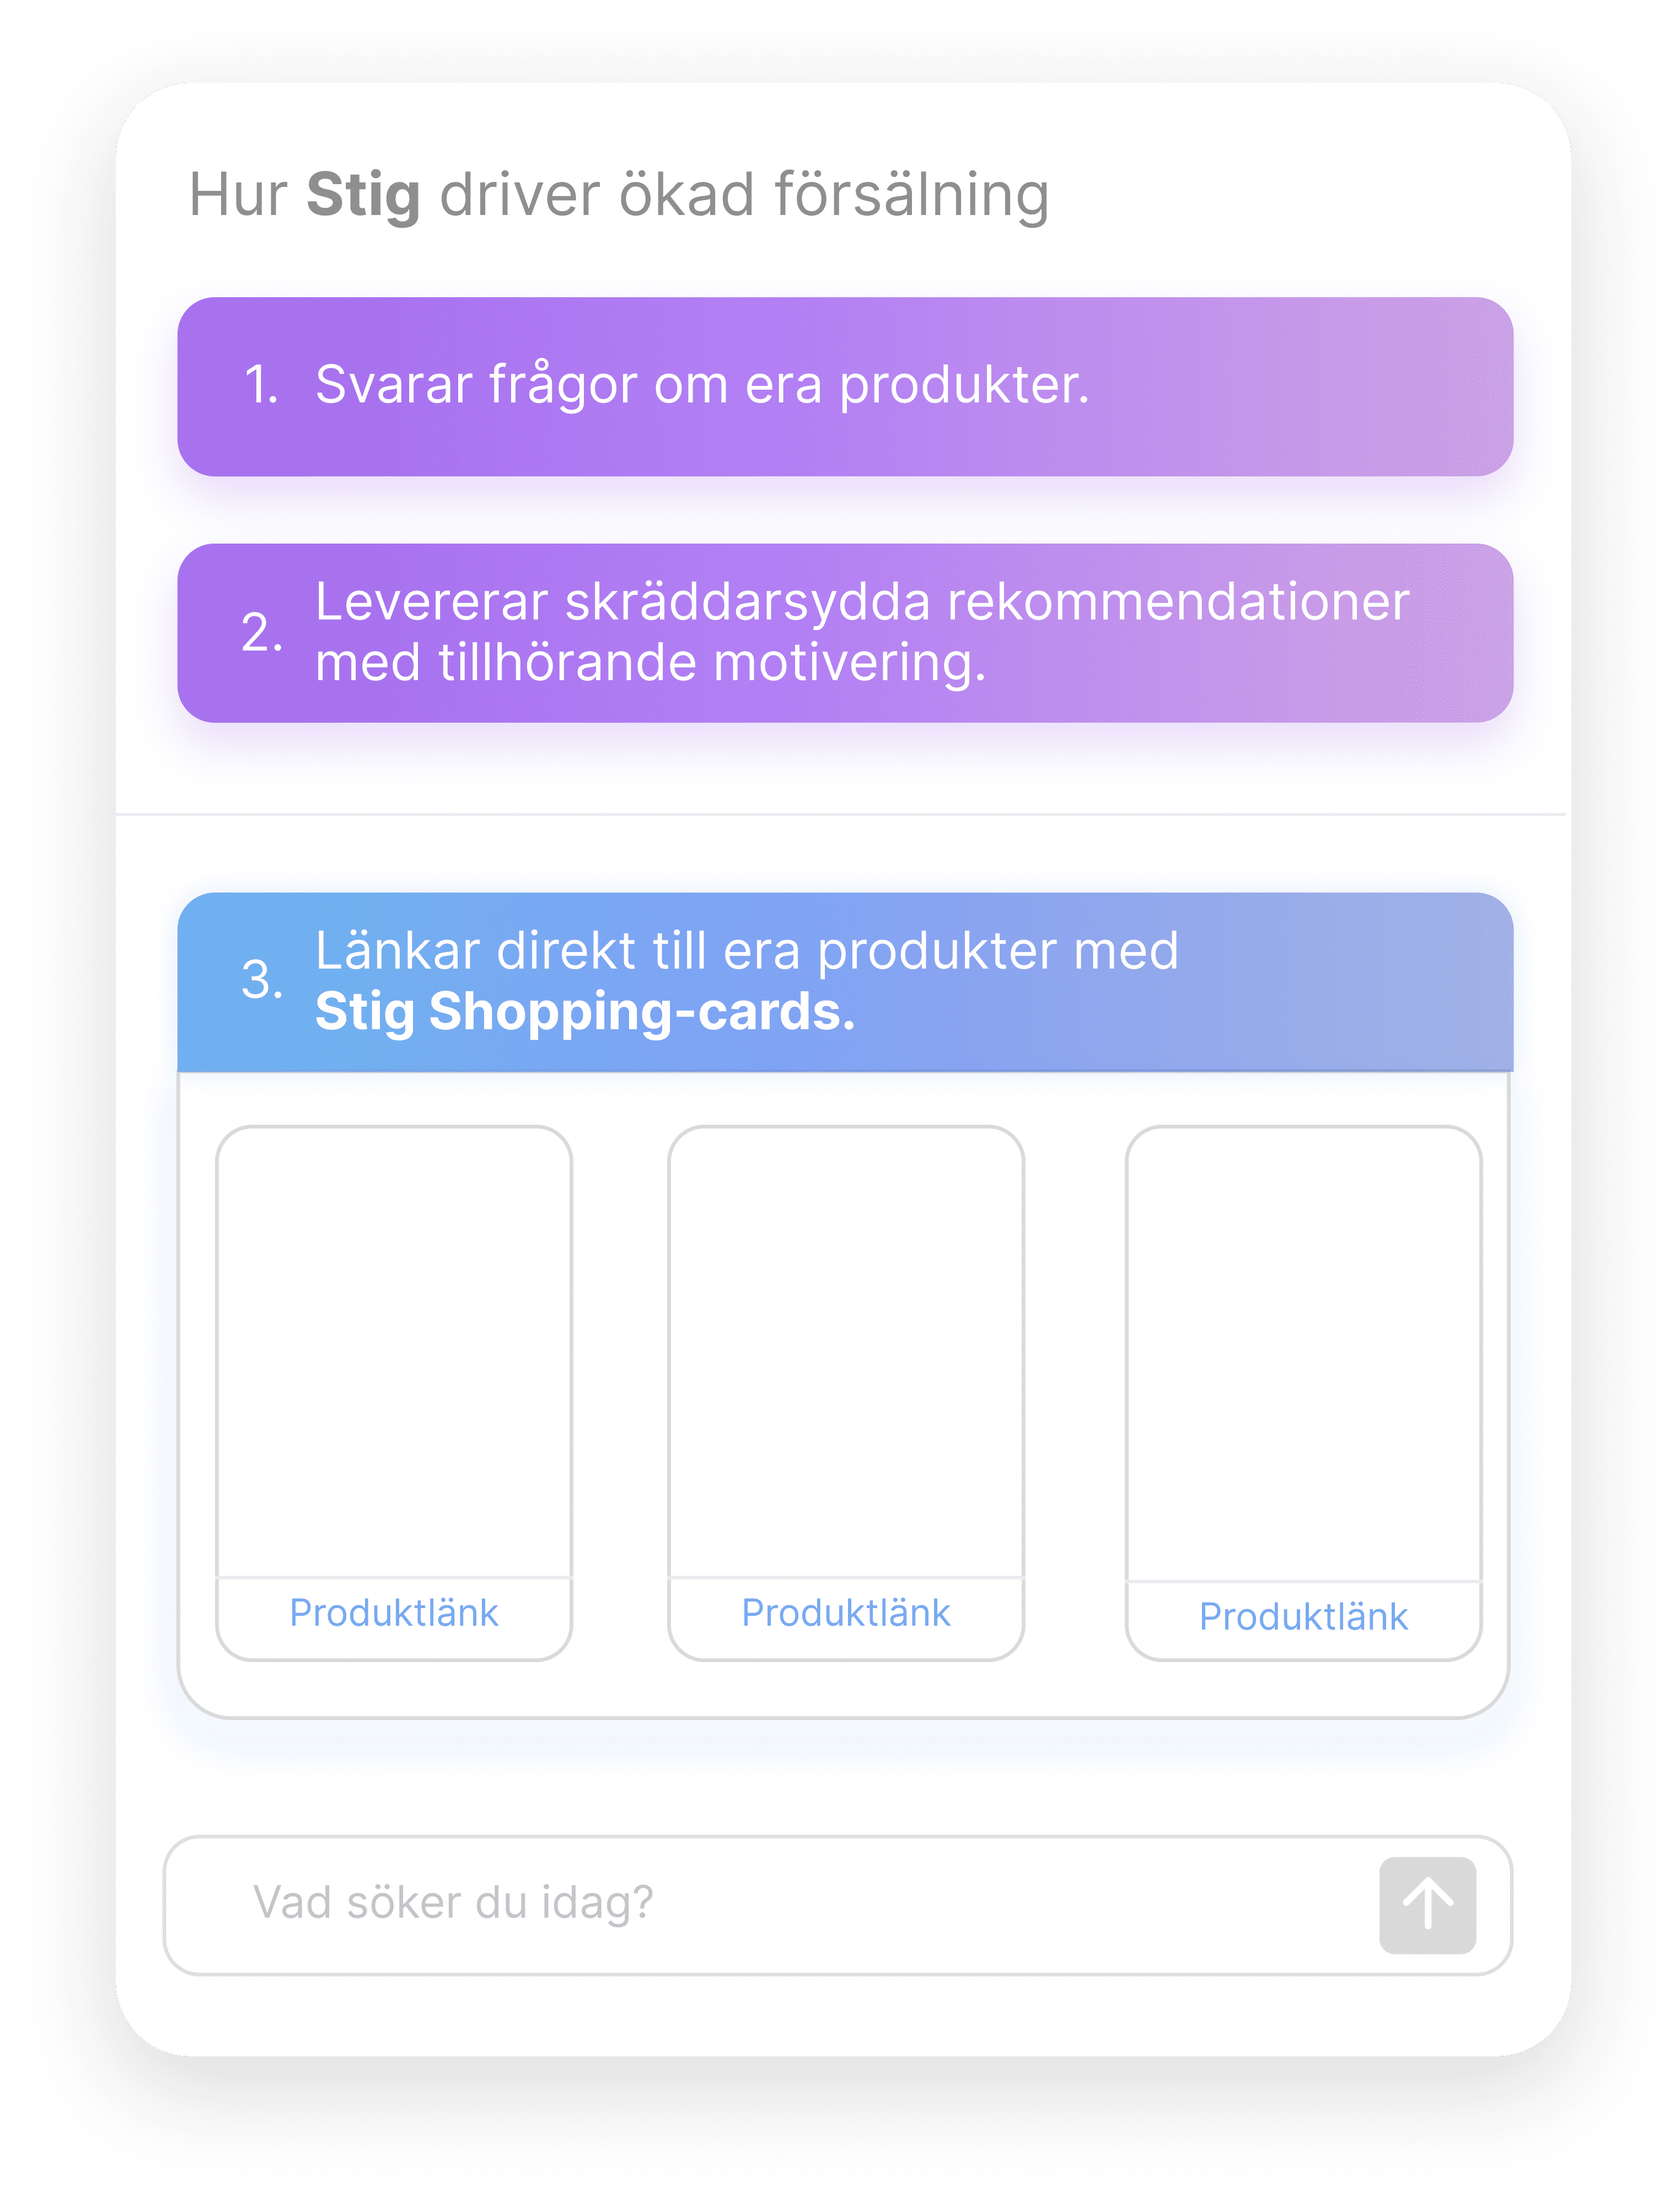 Hur Stig driver ökad försälning
1. Svarar frågor om era produkter.
2. Levererar skräddarsydda rekommendationer
med tillhörande motivering.
3. Länkar direkt till era produkter med
Stig Shopping-cards.
Produktlänk
Produktlänk
Produktlänk
Vad söker du idag?